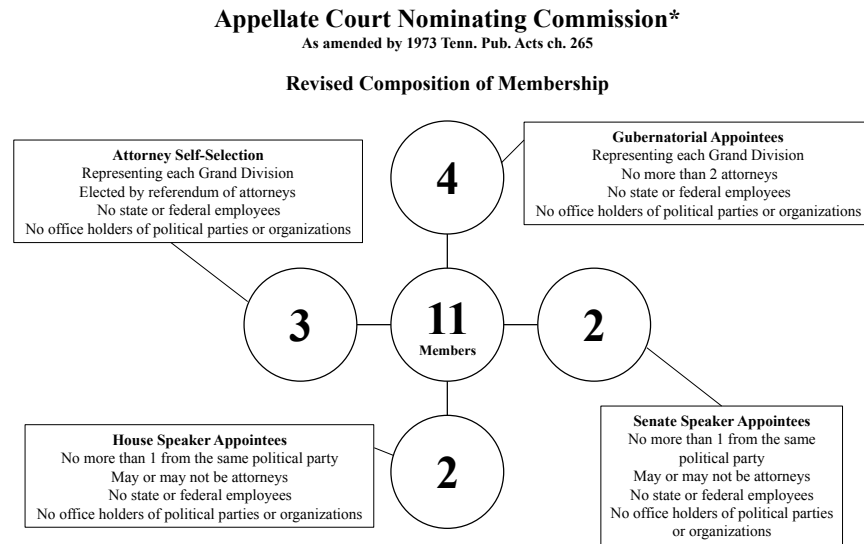 Appellate Court Nominating Commission*
As amended by 1973 Tenn. Pub. Acts ch. 265
Revised Composition of Membership
Attorney Self-Selection
Representing each Grand Division
Elected by referendum of attorneys
No state or federal employees
No office holders of political parties or organizations
4
Gubernatorial Appointees
Representing each Grand Division
No more than 2 attorneys
No state or federal employees
No office holders of political parties or organizations
3
11
Members
2
House Speaker Appointees
No more than 1 from the same political party
May or may not be attorneys
No state or federal employees
No office holders of political parties or organizations
2
Senate Speaker Appointees
No more than 1 from the same
political party
May or may not be attorneys
No state or federal employees
No office holders of political parties
or organizations